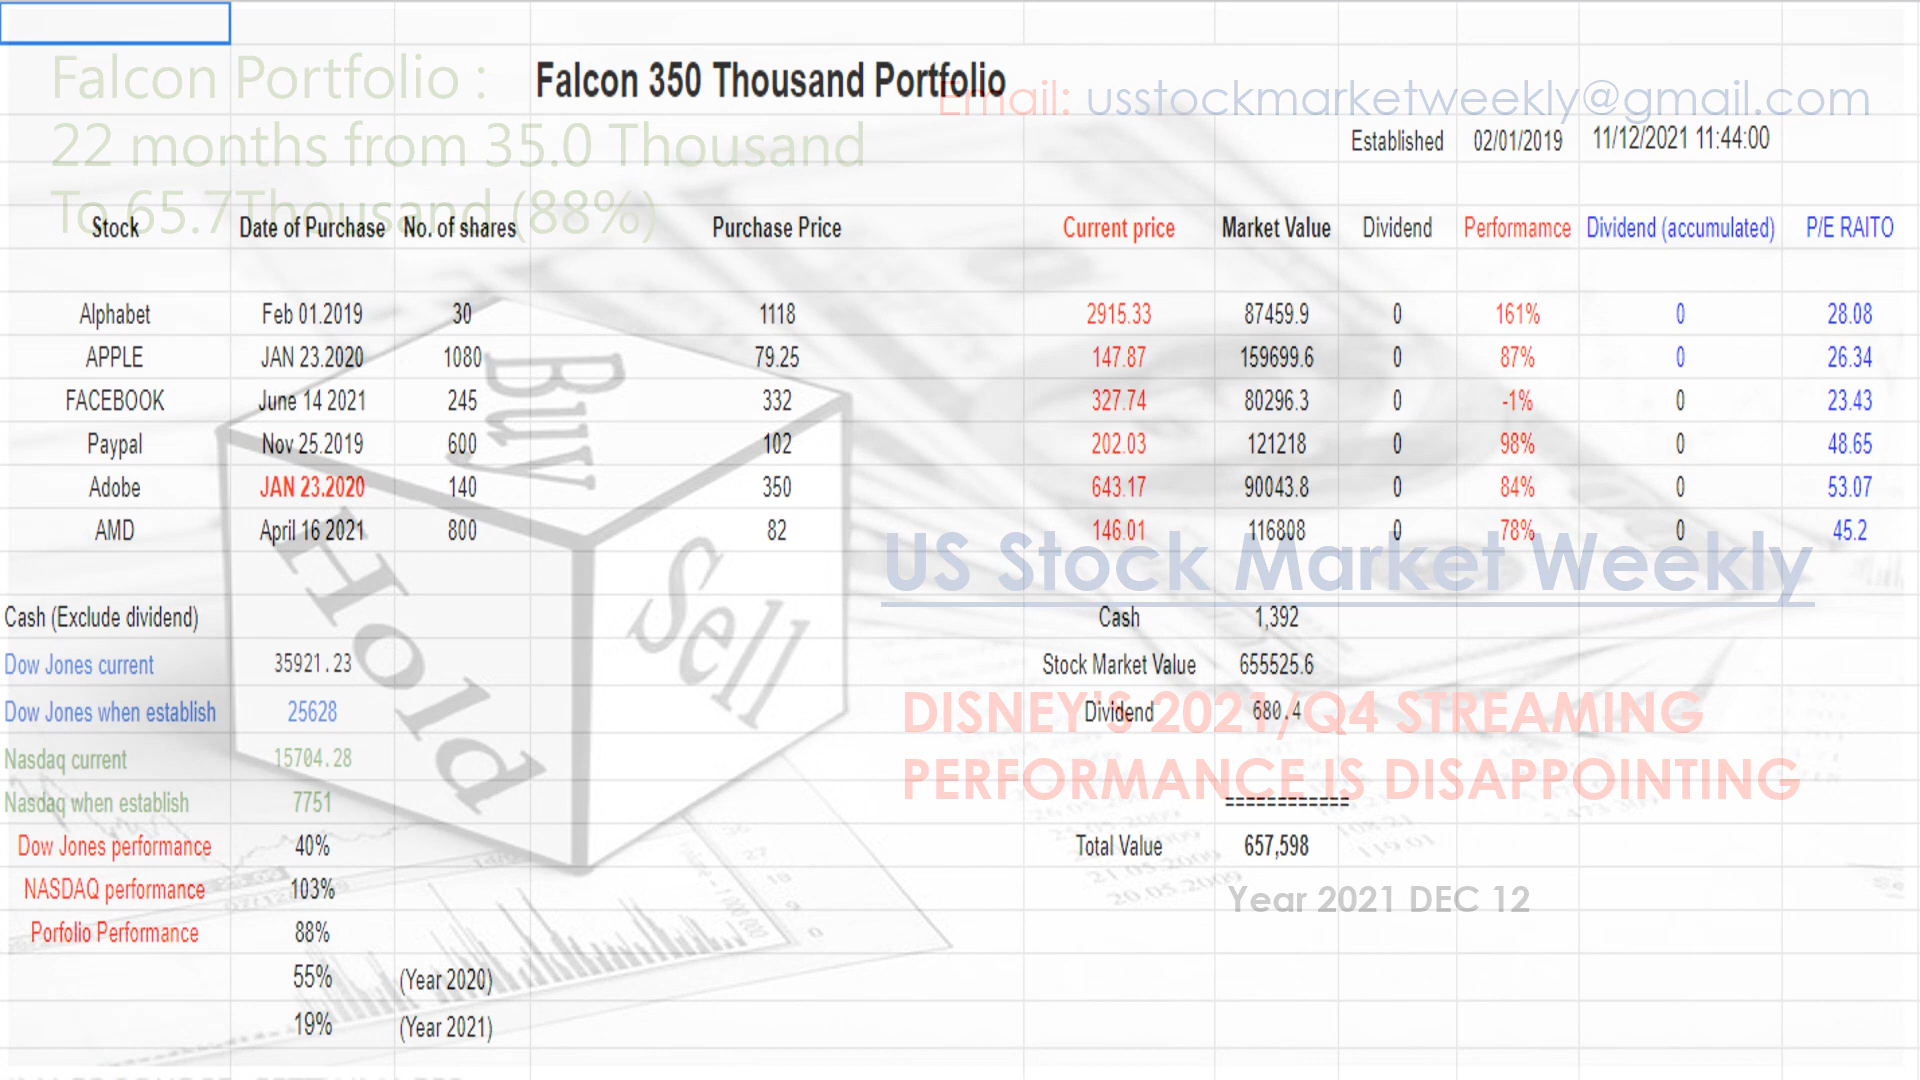 Falcon Portfolio :
22 months from 35.0 Thousand
To 65.7Thousand (88%)
Falcon 350 Thousand Portfolio
Email: usstockmarketweekly@gmail.com
Established 02/01/2019 11/12/2021 11:44:00
Stock Date of Purchase No. of shares Purchase Price Current price Market Value Dividend Performamce Dividend (accumulated) P/E RAITO
Alphabet Feb 01.2019 30 1118 2915.33 87459.9 0 161% 0 28.08
APPLE JAN 23.2020 1080 79.25 147.87 159699.6 0 87% 0 26.34
FACEBOOK June 14 2021 245 332 327.74 80296.3 0 -1% 0 23.43
Paypal Nov 25.2019 600 102 202.03 121218 0 98% 0 48.65
Adobe JAN 23.2020 140 350 643.17 90043.8 0 84% 0 53.07
AMD April 16 2021 800 82 146.01 116808 0 78% 0 45.2
Buy
Hold
Sell
US Stock Market Weekly
Cash (Exclude dividend) Cash 1,392
Dow Jones current 35921.23 Stock Market Value 655525.6
Dow Jones when establish 25628 Dividend 680.4
DISNEY'S 2021/Q4 STREAMING
PERFORMANCE IS DISAPPOINTING
Nasdaq current 15704.28
Nasdaq when establish 7751 ============
Dow Jones performance 40% Total Value 657,598
NASDAQ performance 103%
Year 2021 DEC 12
Porfolio Performance 88%
55% (Year 2020)
19% (Year 2021)
21.05.2009
20.05.2009